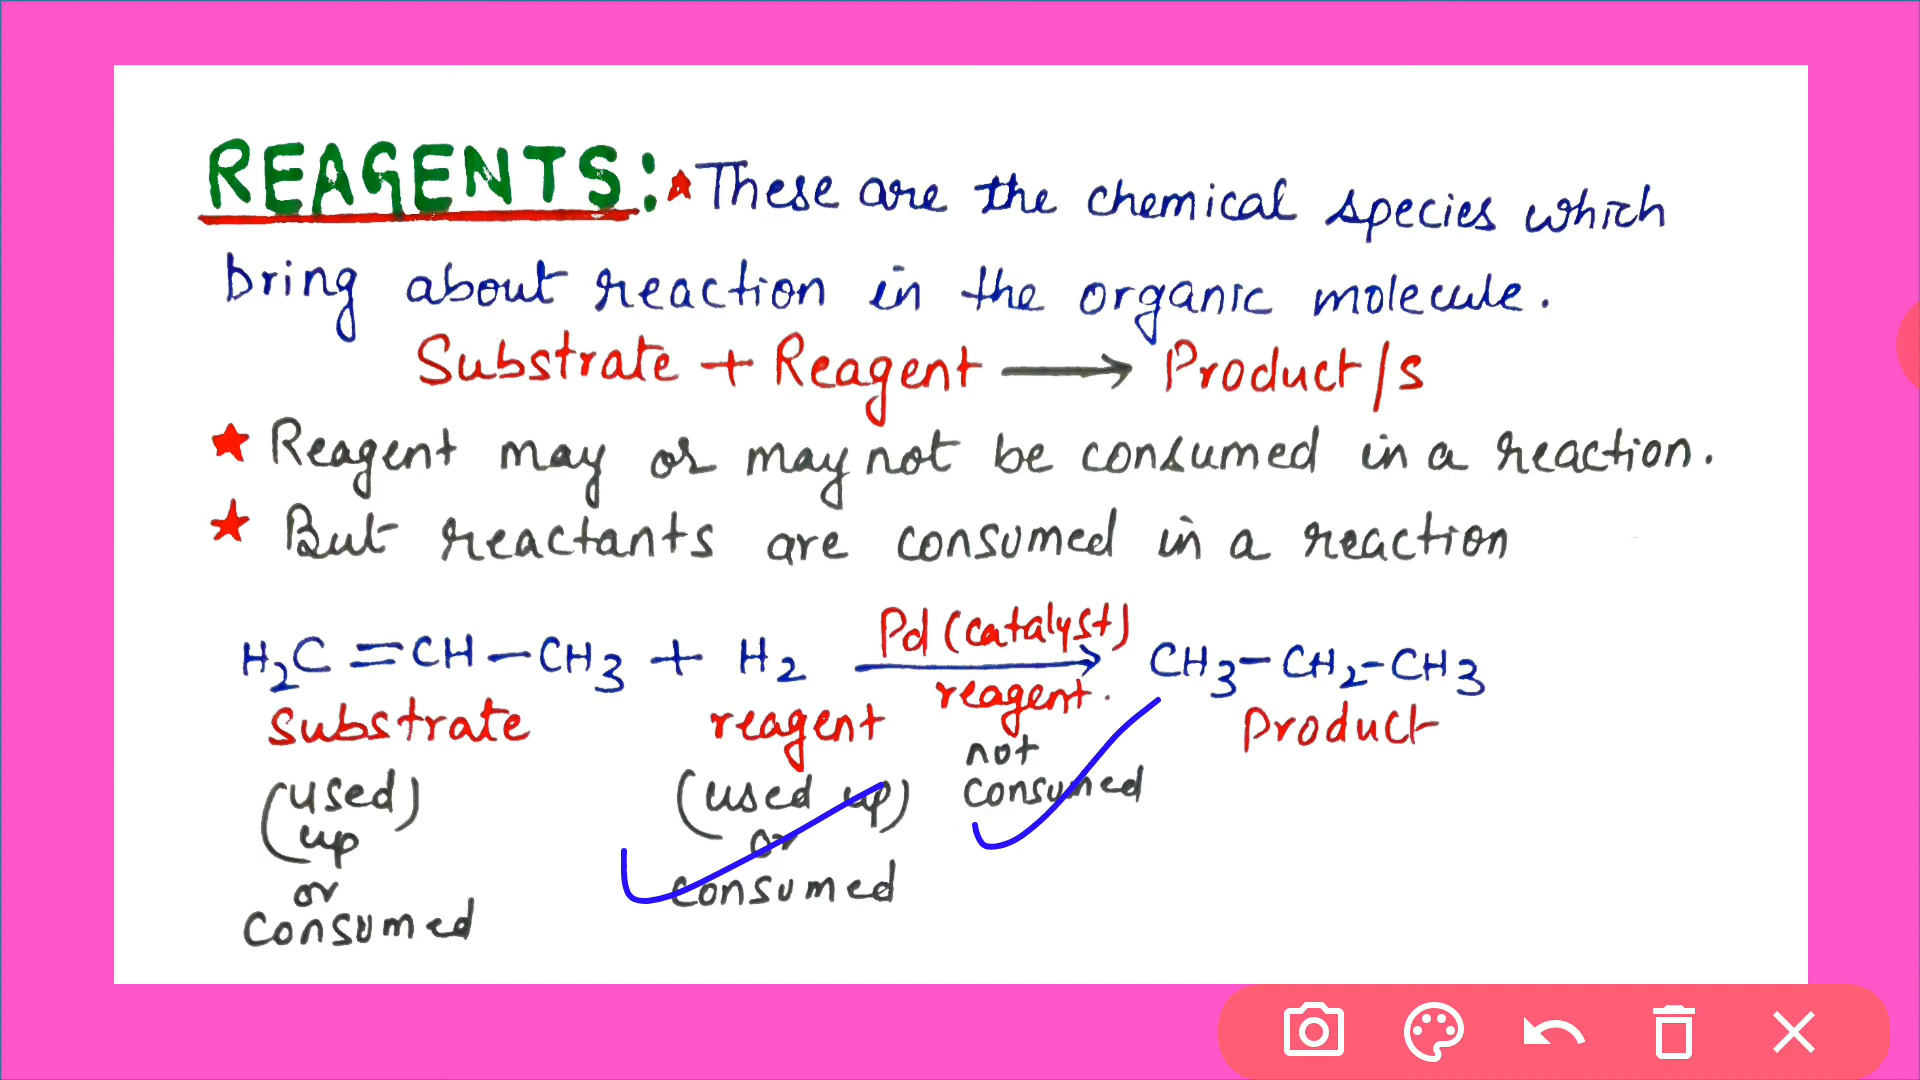 REAGENTS: ★ These are the chemical species which
bring about reaction in the organic molecule.
Substrate + Reagent ⟶ Product/s
★ Reagent may or may not be consumed in a reaction.
★ But reactants are consumed in a reaction
Pd (catalyst)
H₂C=CH-CH₃ + H₂ ⟶ CH₃-CH₂-CH₃
reagent.
substrate reagent Product
not
consumed
(used)
up
or
consumed
(used up)
or
consumed